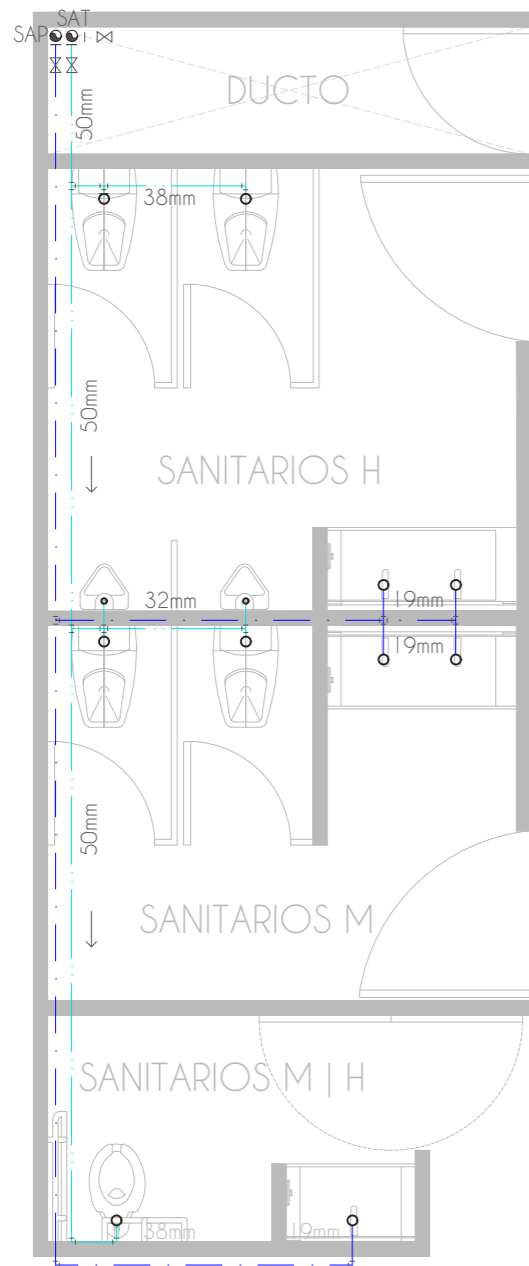 SAT
SAP
DUCTO
50mm
38mm
50mm
SANITARIOS H
32mm
19mm
19mm
50mm
SANITARIOS M
SANITARIOS M | H
38mm
19mm